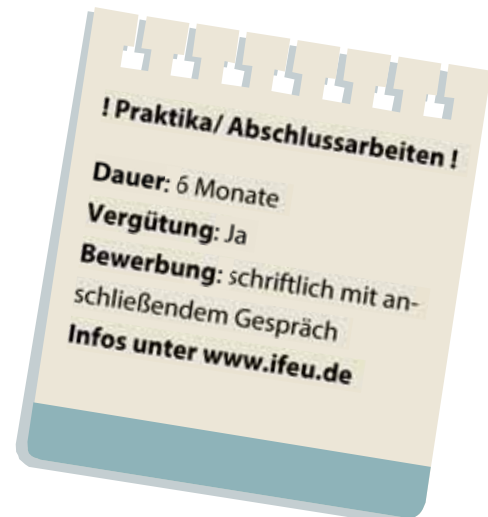 ! Praktika/ Abschlussarbeiten !
Dauer: 6 Monate
Vergütung: Ja
Bewerbung: schriftlich mit an-
schließendem Gespräch
Infos unter www.ifeu.de